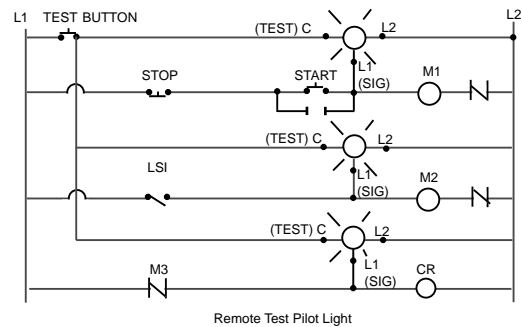 L1 TEST BUTTON (TEST) C L2 L2
STOP START L1
(SIG) M1
(TEST) C L2
LSI L1
(SIG) M2
(TEST) C L2
M3 L1
(SIG) CR
Remote Test Pilot Light